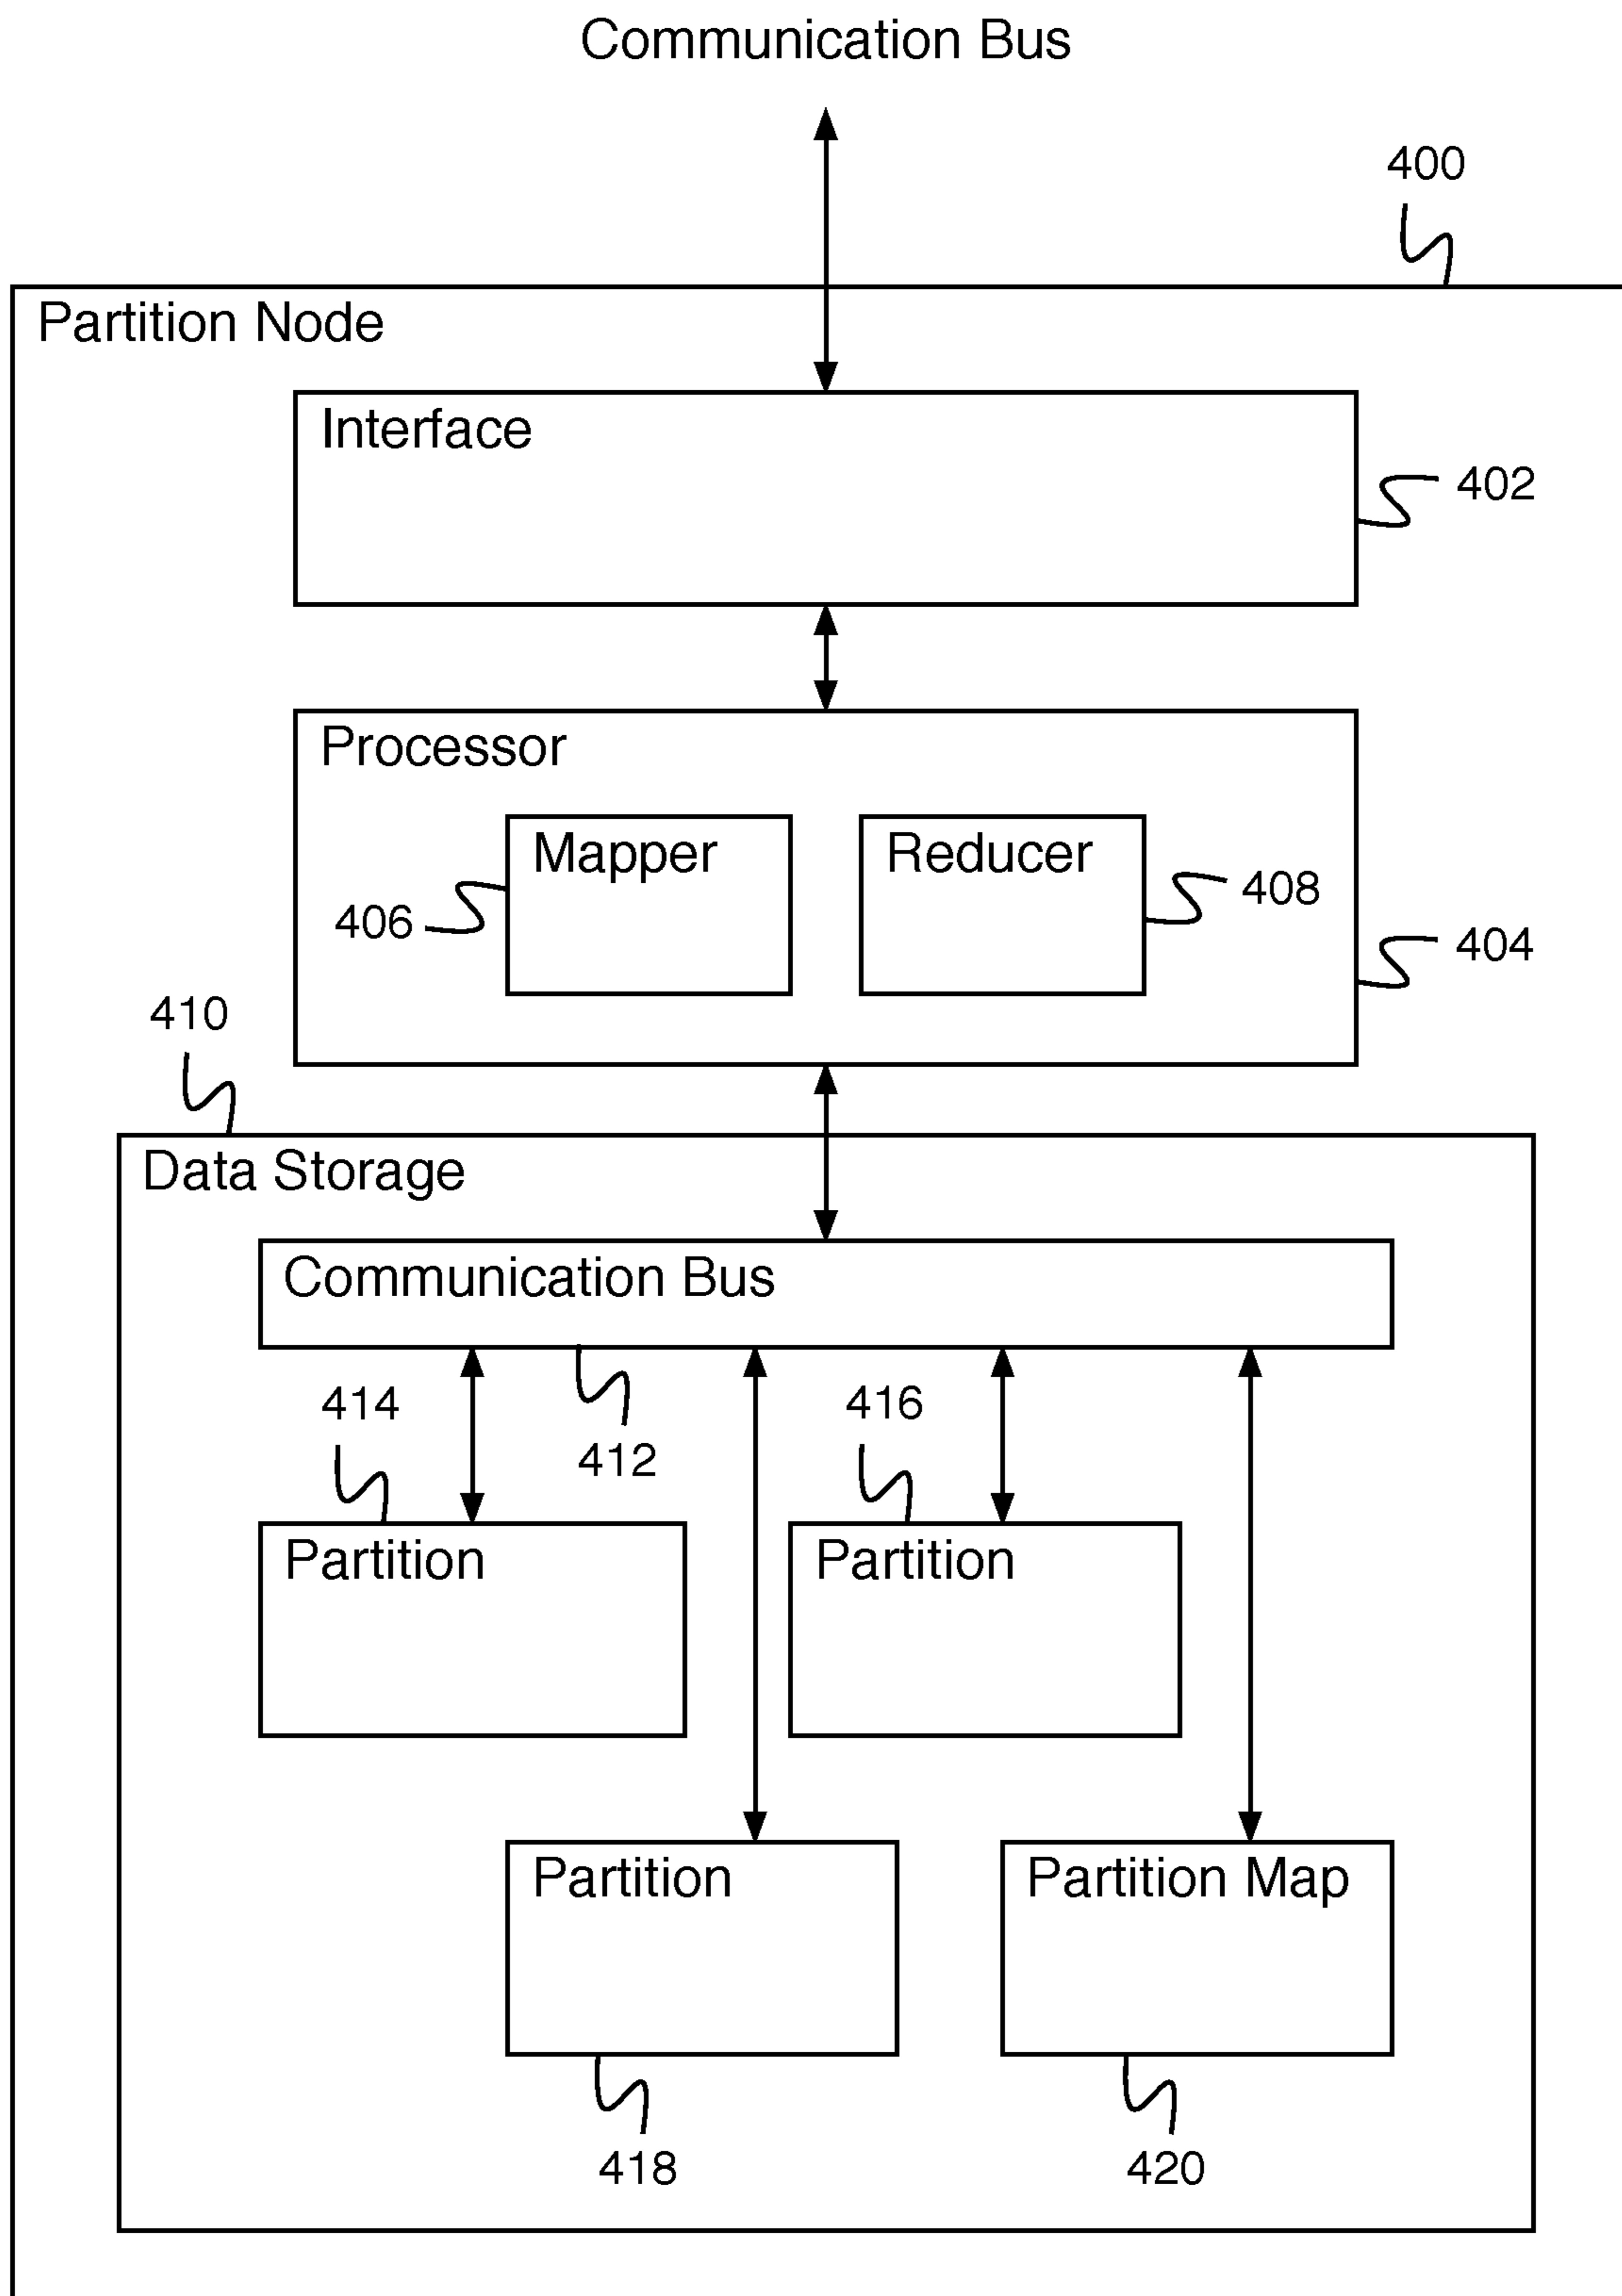 Communication Bus
400
Partition Node
Interface
402
Processor
Mapper
Reducer
406
408
404
410
Data Storage
Communication Bus
414
416
412
Partition
Partition
Partition
Partition Map
418
420